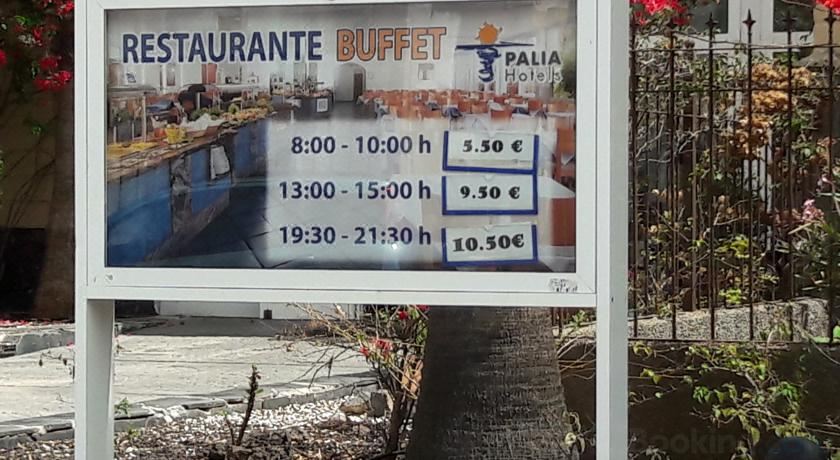 RESTAURANTE BUFFET
PALIA
Hotels
8:00 - 10:00 h 5.50 €
13:00 - 15:00 h 9.50 €
19:30 - 21:30 h 10.50€
Booking